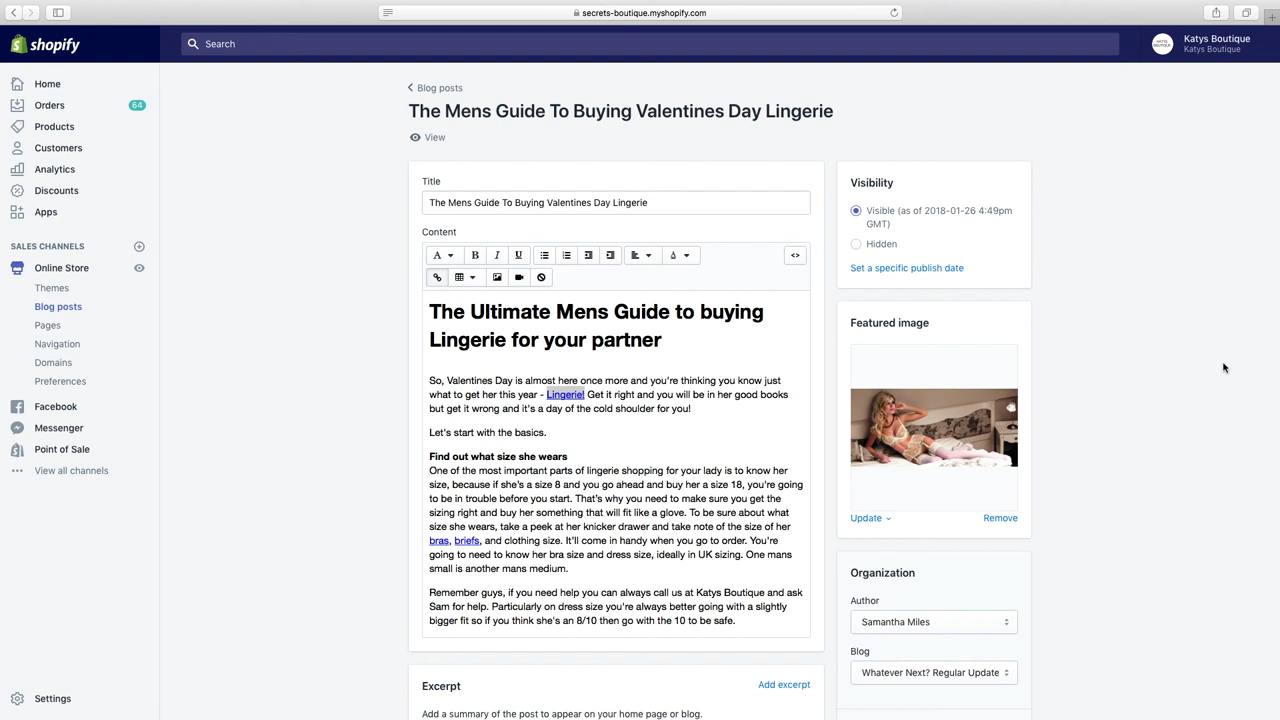 secrets-boutique.myshopify.com
shopify
Search
Katys Boutique
Katys Boutique
Home
Orders 64
Products
Customers
Analytics
Discounts
Apps
SALES CHANNELS
Online Store
Themes
Blog posts
Pages
Navigation
Domains
Preferences
Facebook
Messenger
Point of Sale
View all channels
Settings
Blog posts
The Mens Guide To Buying Valentines Day Lingerie
View
Title
The Mens Guide To Buying Valentines Day Lingerie
Content
A B I U A <>
The Ultimate Mens Guide to buying
Lingerie for your partner
So, Valentines Day is almost here once more and you're thinking you know just
what to get her this year - Lingerie! Get it right and you will be in her good books
but get it wrong and it's a day of the cold shoulder for you!
Let's start with the basics.
Find out what size she wears
One of the most important parts of lingerie shopping for your lady is to know her
size, because if she's a size 8 and you go ahead and buy her a size 18, you're going
to be in trouble before you start. That's why you need to make sure you get the
sizing right and buy her something that will fit like a glove. To be sure about what
size she wears, take a peek at her knicker drawer and take note of the size of her
bras, briefs, and clothing size. It'll come in handy when you go to order. You're
going to need to know her bra size and dress size, ideally in UK sizing. One mans
small is another mans medium.
Remember guys, if you need help you can always call us at Katys Boutique and ask
Sam for help. Particularly on dress size you're always better going with a slightly
bigger fit so if you think she's an 8/10 then go with the 10 to be safe.
Excerpt
Add excerpt
Add a summary of the post to appear on your home page or blog.
Visibility
Visible (as of 2018-01-26 4:49pm
GMT)
Hidden
Set a specific publish date
Featured image
Update
Remove
Organization
Author
Samantha Miles
Blog
Whatever Next? Regular Update